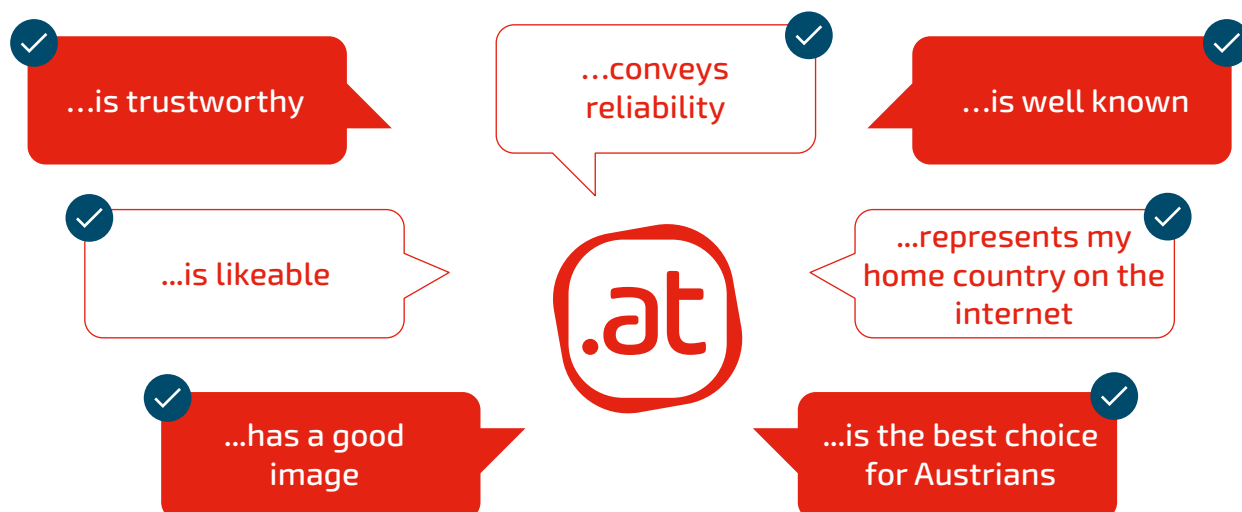 …is trustworthy
…conveys
reliability
…is well known
...is likeable
...represents my
home country on the
internet
.at
...has a good
image
...is the best choice
for Austrians